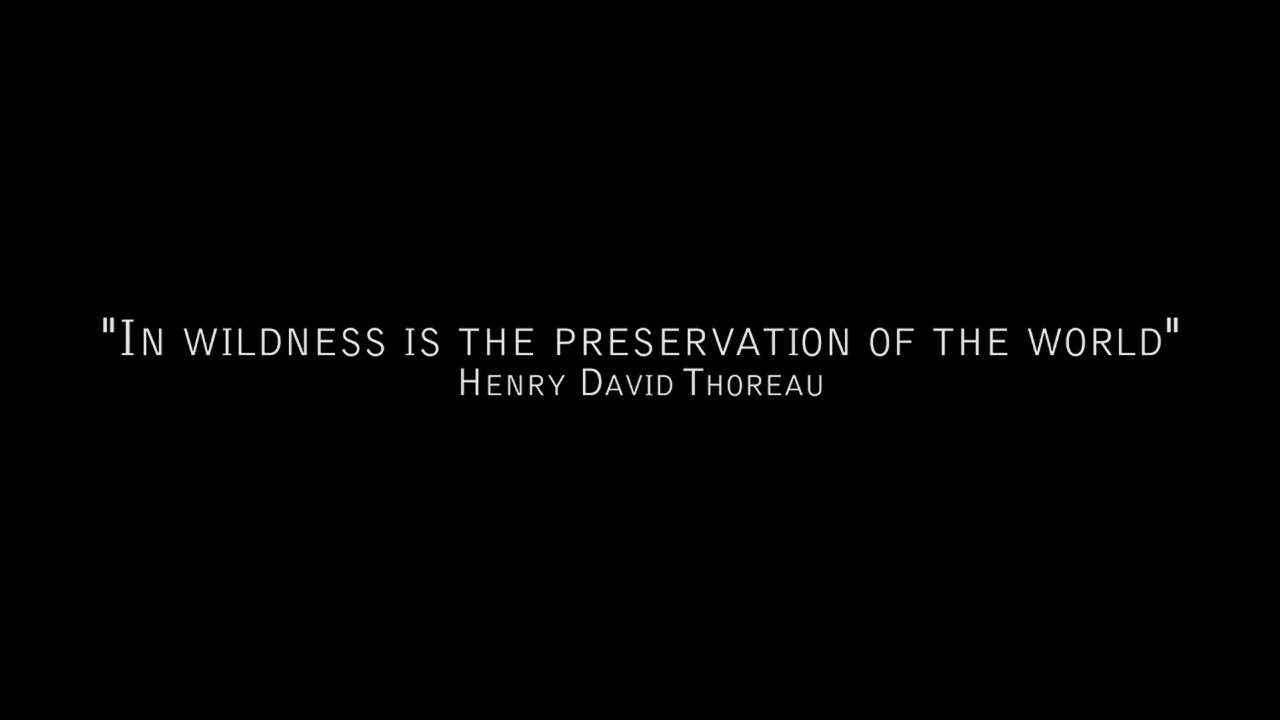 "In wildness is the preservation of the world"
Henry David Thoreau